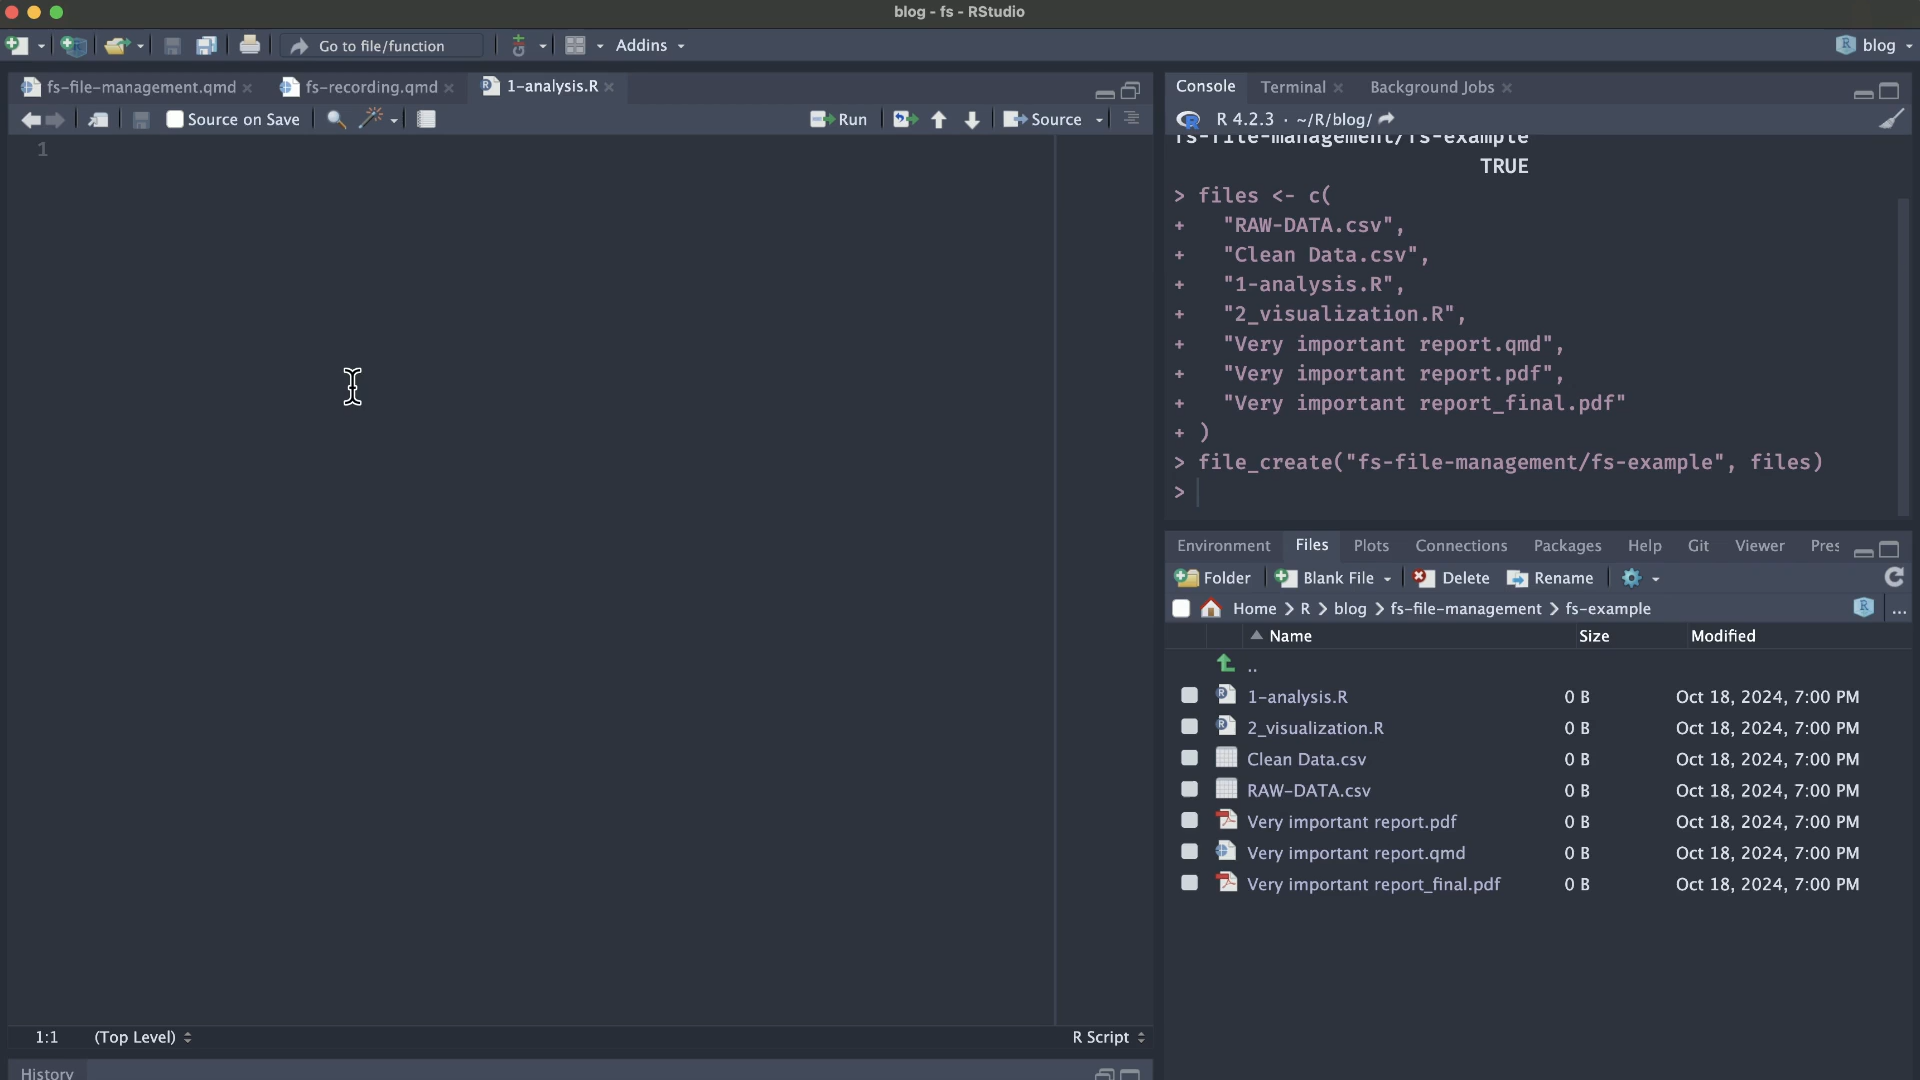 blog - fs - RStudio
Go to file/function
Addins
blog
fs-file-management.qmd
fs-recording.qmd
1-analysis.R
Source on Save
Run
Source
1
1:1
(Top Level)
R Script
History
Console
Terminal
Background Jobs
R 4.2.3 · ~/R/blog/
fs-file-management/fs-example
TRUE
> files <- c(
+ "RAW-DATA.csv",
+ "Clean Data.csv",
+ "1-analysis.R",
+ "2_visualization.R",
+ "Very important report.qmd",
+ "Very important report.pdf",
+ "Very important report_final.pdf"
+ )
> file_create("fs-file-management/fs-example", files)
>
Environment
Files
Plots
Connections
Packages
Help
Git
Viewer
Pres
Folder
Blank File
Delete
Rename
Home > R > blog > fs-file-management > fs-example
...
Name Size Modified
..
1-analysis.R 0 B Oct 18, 2024, 7:00 PM
2_visualization.R 0 B Oct 18, 2024, 7:00 PM
Clean Data.csv 0 B Oct 18, 2024, 7:00 PM
RAW-DATA.csv 0 B Oct 18, 2024, 7:00 PM
Very important report.pdf 0 B Oct 18, 2024, 7:00 PM
Very important report.qmd 0 B Oct 18, 2024, 7:00 PM
Very important report_final.pdf 0 B Oct 18, 2024, 7:00 PM